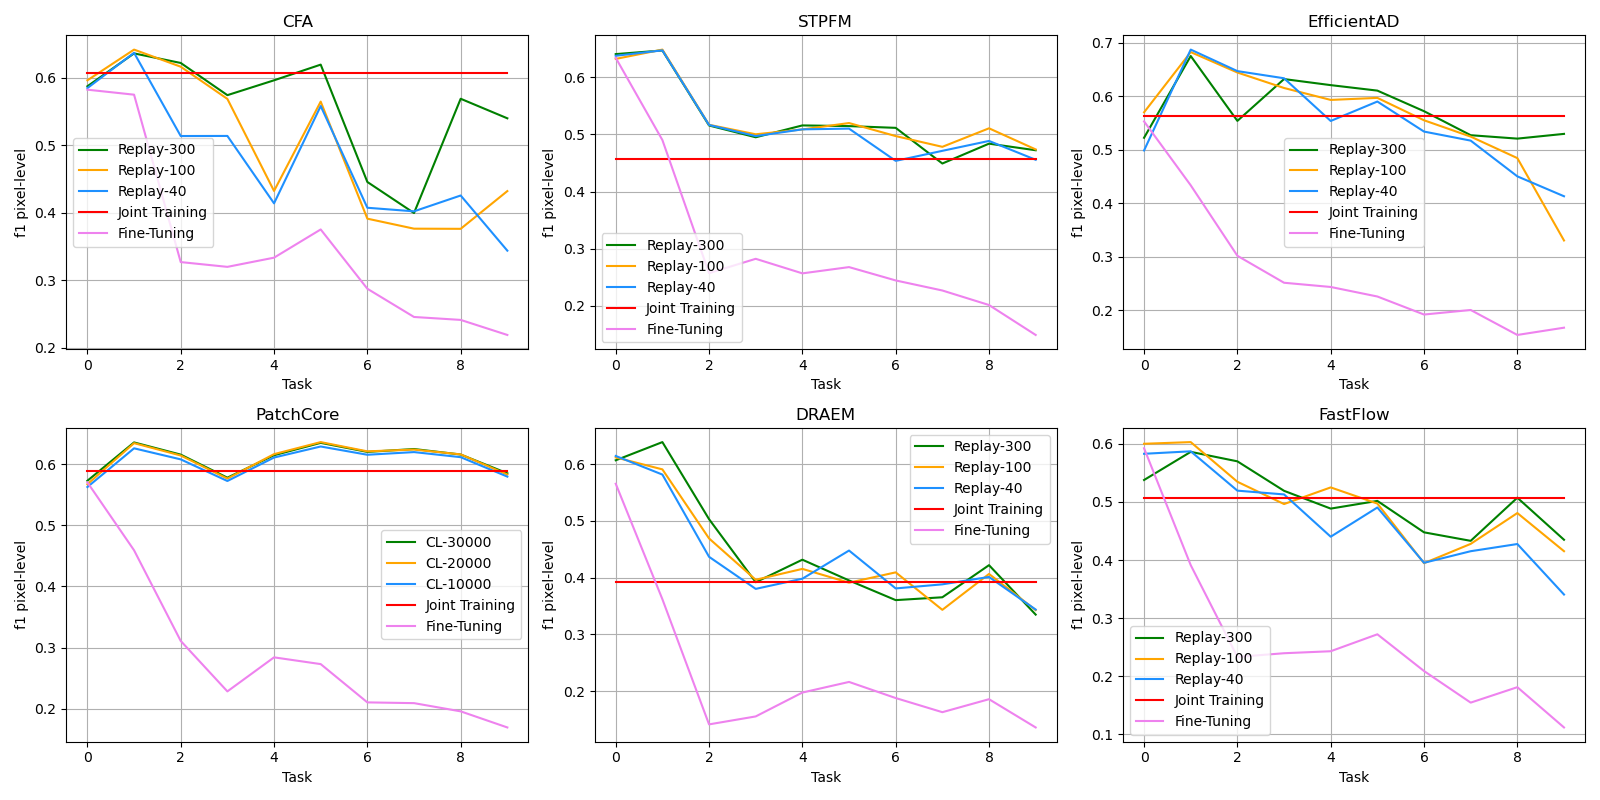 CFA
f1 pixel-level
0.6
0.5
0.4
0.3
0.2
Replay-300
Replay-100
Replay-40
Joint Training
Fine-Tuning
0 2 4 6 8
Task
STPFM
f1 pixel-level
0.6
0.5
0.4
0.3
0.2
Replay-300
Replay-100
Replay-40
Joint Training
Fine-Tuning
0 2 4 6 8
Task
EfficientAD
f1 pixel-level
0.7
0.6
0.5
0.4
0.3
0.2
Replay-300
Replay-100
Replay-40
Joint Training
Fine-Tuning
0 2 4 6 8
Task
PatchCore
f1 pixel-level
0.6
0.5
0.4
0.3
0.2
CL-30000
CL-20000
CL-10000
Joint Training
Fine-Tuning
0 2 4 6 8
Task
DRAEM
f1 pixel-level
0.6
0.5
0.4
0.3
0.2
Replay-300
Replay-100
Replay-40
Joint Training
Fine-Tuning
0 2 4 6 8
Task
FastFlow
f1 pixel-level
0.6
0.5
0.4
0.3
0.2
0.1
Replay-300
Replay-100
Replay-40
Joint Training
Fine-Tuning
0 2 4 6 8
Task